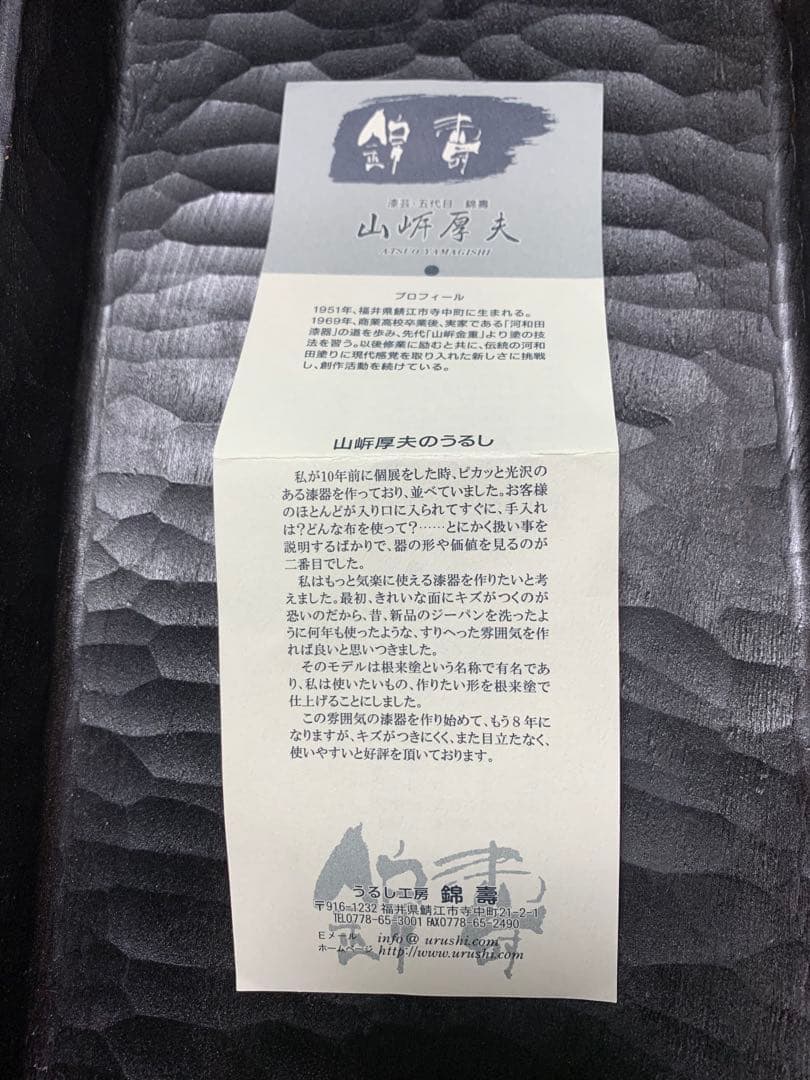 錦壽
漆芸・五代目 錦壽
山岼厚夫
ATSUO YAMAGISHI
プロフィール
1951年、福井県鯖江市寺中町に生まれる。
1969年、商業高校卒業後、実家である「河和田
漆器」の道を歩み、先代「山岼金重」より塗の技
法を習う。以後修業に励むと共に、伝統の河和
田塗りに現代感覚を取り入れた新しさに挑戦
し、創作活動を続けている。
山岼厚夫のうるし
私が10年前に個展をした時、ピカッと光沢の
ある漆器を作っており、並べていました。お客様
のほとんどが入り口に入られてすぐに、手入れ
は?どんな布を使って?……とにかく扱い事を
説明するばかりで、器の形や価値を見るのが
二番目でした。
私はもっと気楽に使える漆器を作りたいと考
えました。最初、きれいな面にキズがつくのが
恐いのだから、昔、新品のジーパンを洗ったよ
うに何年も使ったような、すりへった雰囲気を作
れば良いと思いつきました。
そのモデルは根来塗という名称で有名であ
り、私は使いたいもの、作りたい形を根来塗で
仕上げることにしました。
この雰囲気の漆器を作り始めて、もう8年に
なりますが、キズがつきにくく、また目立たなく、
使いやすいと好評を頂いております。
錦壽
うるし工房 錦壽
〒916-1232 福井県鯖江市寺中町21-2-1
TEL0778-65-3001 FAX0778-65-2490
Eメール info@urushi.com
ホームページ http://www.urushi.com